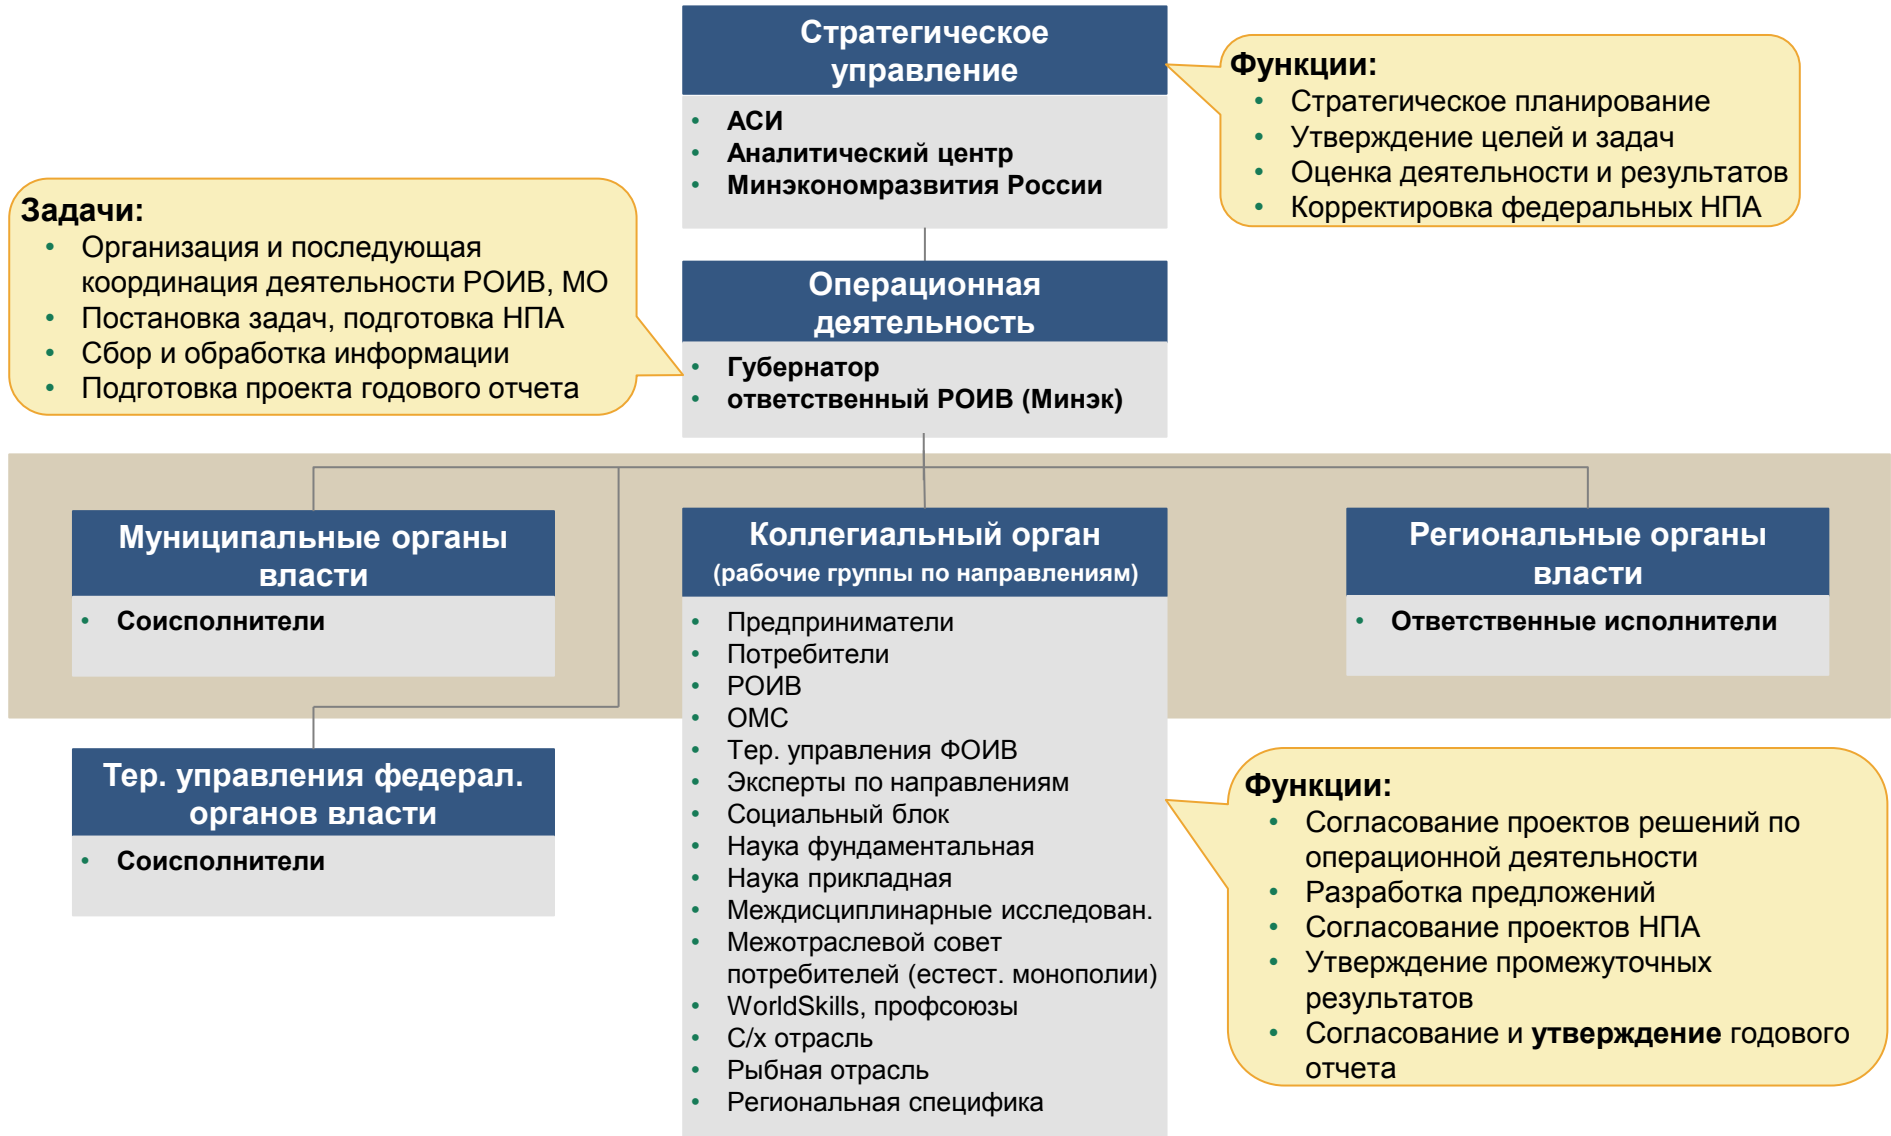 Стратегическое
управление
• АСИ
• Аналитический центр
• Минэкономразвития России
Функции:
• Стратегическое планирование
• Утверждение целей и задач
• Оценка деятельности и результатов
• Корректировка федеральных НПА
Задачи:
• Организация и последующая
координация деятельности РОИВ, МО
• Постановка задач, подготовка НПА
• Сбор и обработка информации
• Подготовка проекта годового отчета
Операционная
деятельность
• Губернатор
• ответственный РОИВ (Минэк)
Муниципальные органы
власти
• Соисполнители
Коллегиальный орган
(рабочие группы по направлениям)
• Предприниматели
• Потребители
• РОИВ
• ОМС
• Тер. управления ФОИВ
• Эксперты по направлениям
• Социальный блок
• Наука фундаментальная
• Наука прикладная
• Междисциплинарные исследован.
• Межотраслевой совет
потребителей (естест. монополии)
• WorldSkills, профсоюзы
• С/х отрасль
• Рыбная отрасль
• Региональная специфика
Региональные органы
власти
• Ответственные исполнители
Тер. управления федерал.
органов власти
• Соисполнители
Функции:
• Согласование проектов решений по
операционной деятельности
• Разработка предложений
• Согласование проектов НПА
• Утверждение промежуточных
результатов
• Согласование и утверждение годового
отчета